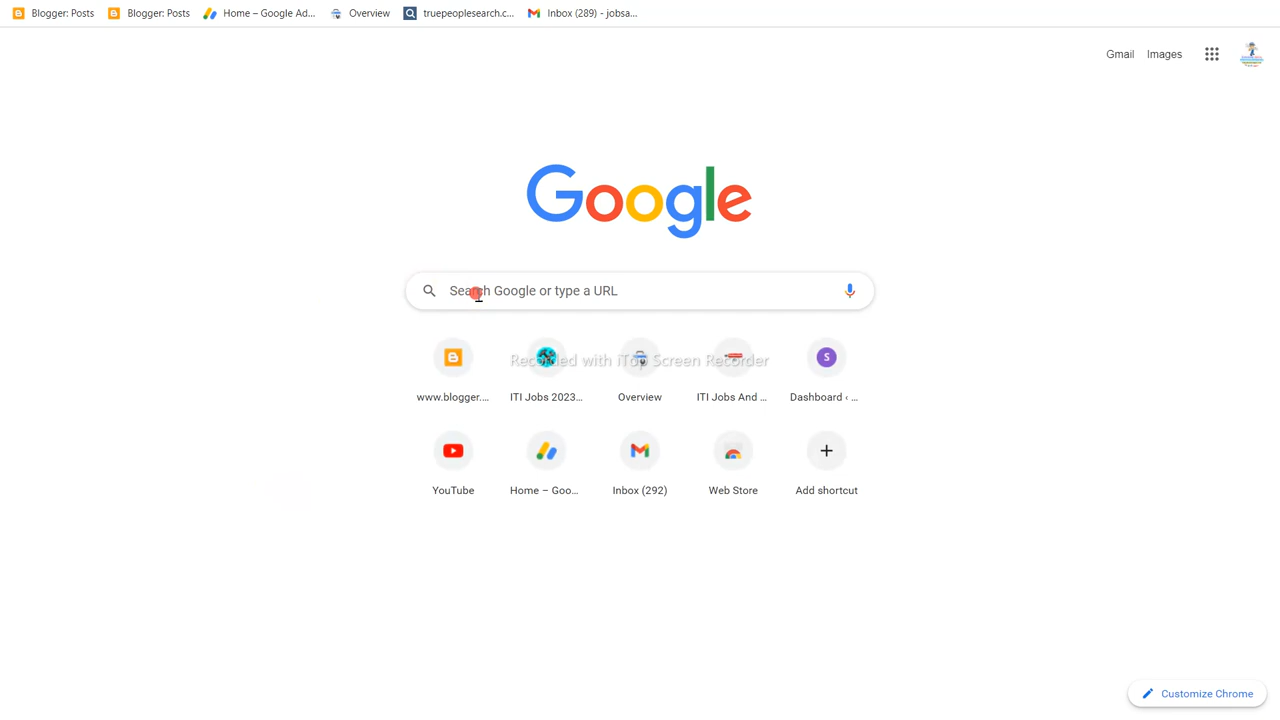 Blogger: Posts Blogger: Posts Home – Google Ad... Overview truepeoplesearch.c... Inbox (289) - jobsa...
Gmail Images
Google
Search Google or type a URL
Recorded with iTop Screen Recorder
S
www.blogger.... ITI Jobs 2023... Overview ITI Jobs And ... Dashboard ‹ ...
YouTube Home – Goo... Inbox (292) Web Store Add shortcut
Customize Chrome